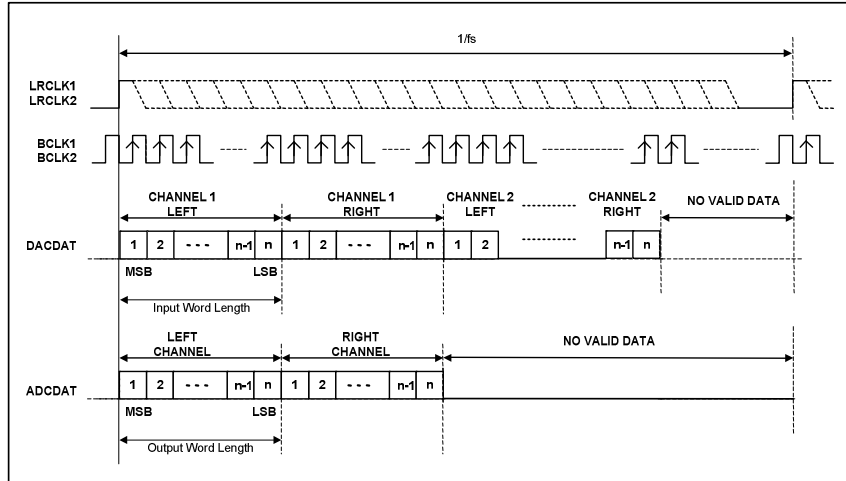 1/fs
LRCLK1
LRCLK2
BCLK1
BCLK2
CHANNEL 1
LEFT
CHANNEL 1
RIGHT
CHANNEL 2
LEFT
CHANNEL 2
RIGHT
NO VALID DATA
DACDAT
1 2 - - - n-1 n 1 2 - - - n-1 n 1 2 n-1 n
MSB LSB
Input Word Length
LEFT
CHANNEL
RIGHT
CHANNEL
NO VALID DATA
ADCDAT
1 2 - - - n-1 n 1 2 - - - n-1 n
MSB LSB
Output Word Length